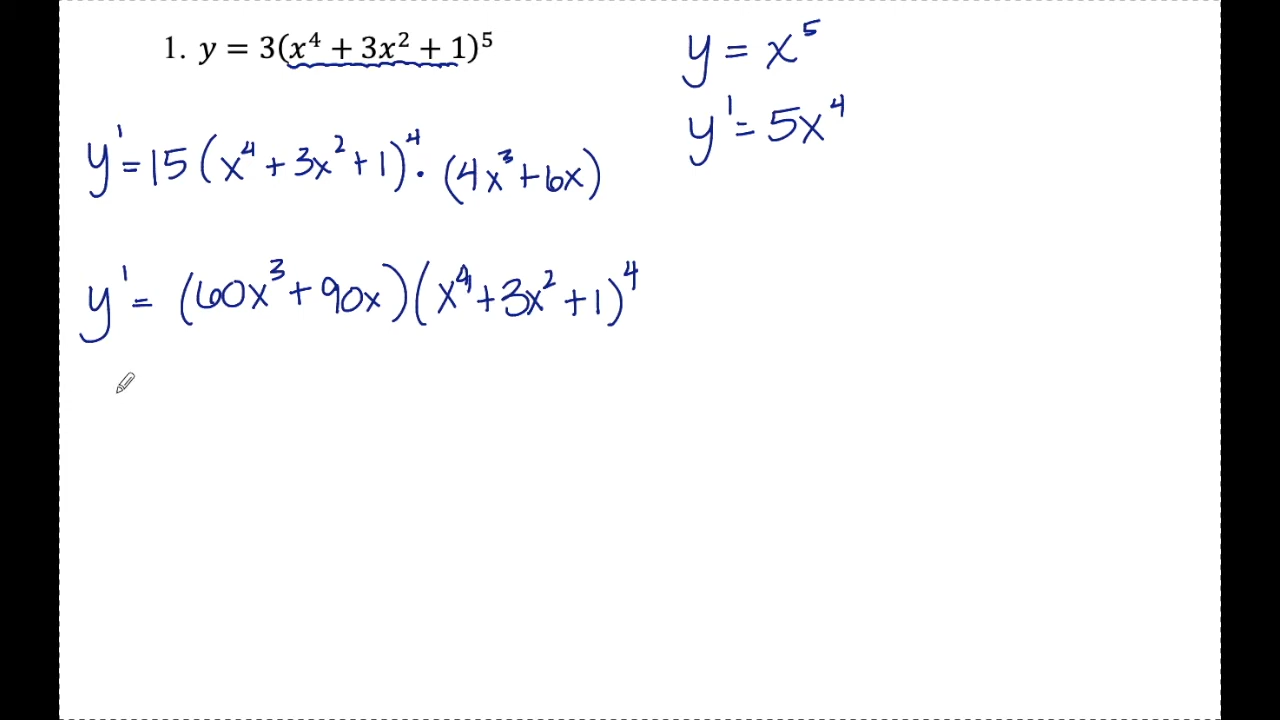 1. y = 3(x⁴ + 3x² + 1)⁵
y = x⁵
y' = 5x⁴
y' = 15(x⁴ + 3x² + 1)⁴ · (4x³ + 6x)
y' = (60x³ + 90x)(x⁴ + 3x² + 1)⁴